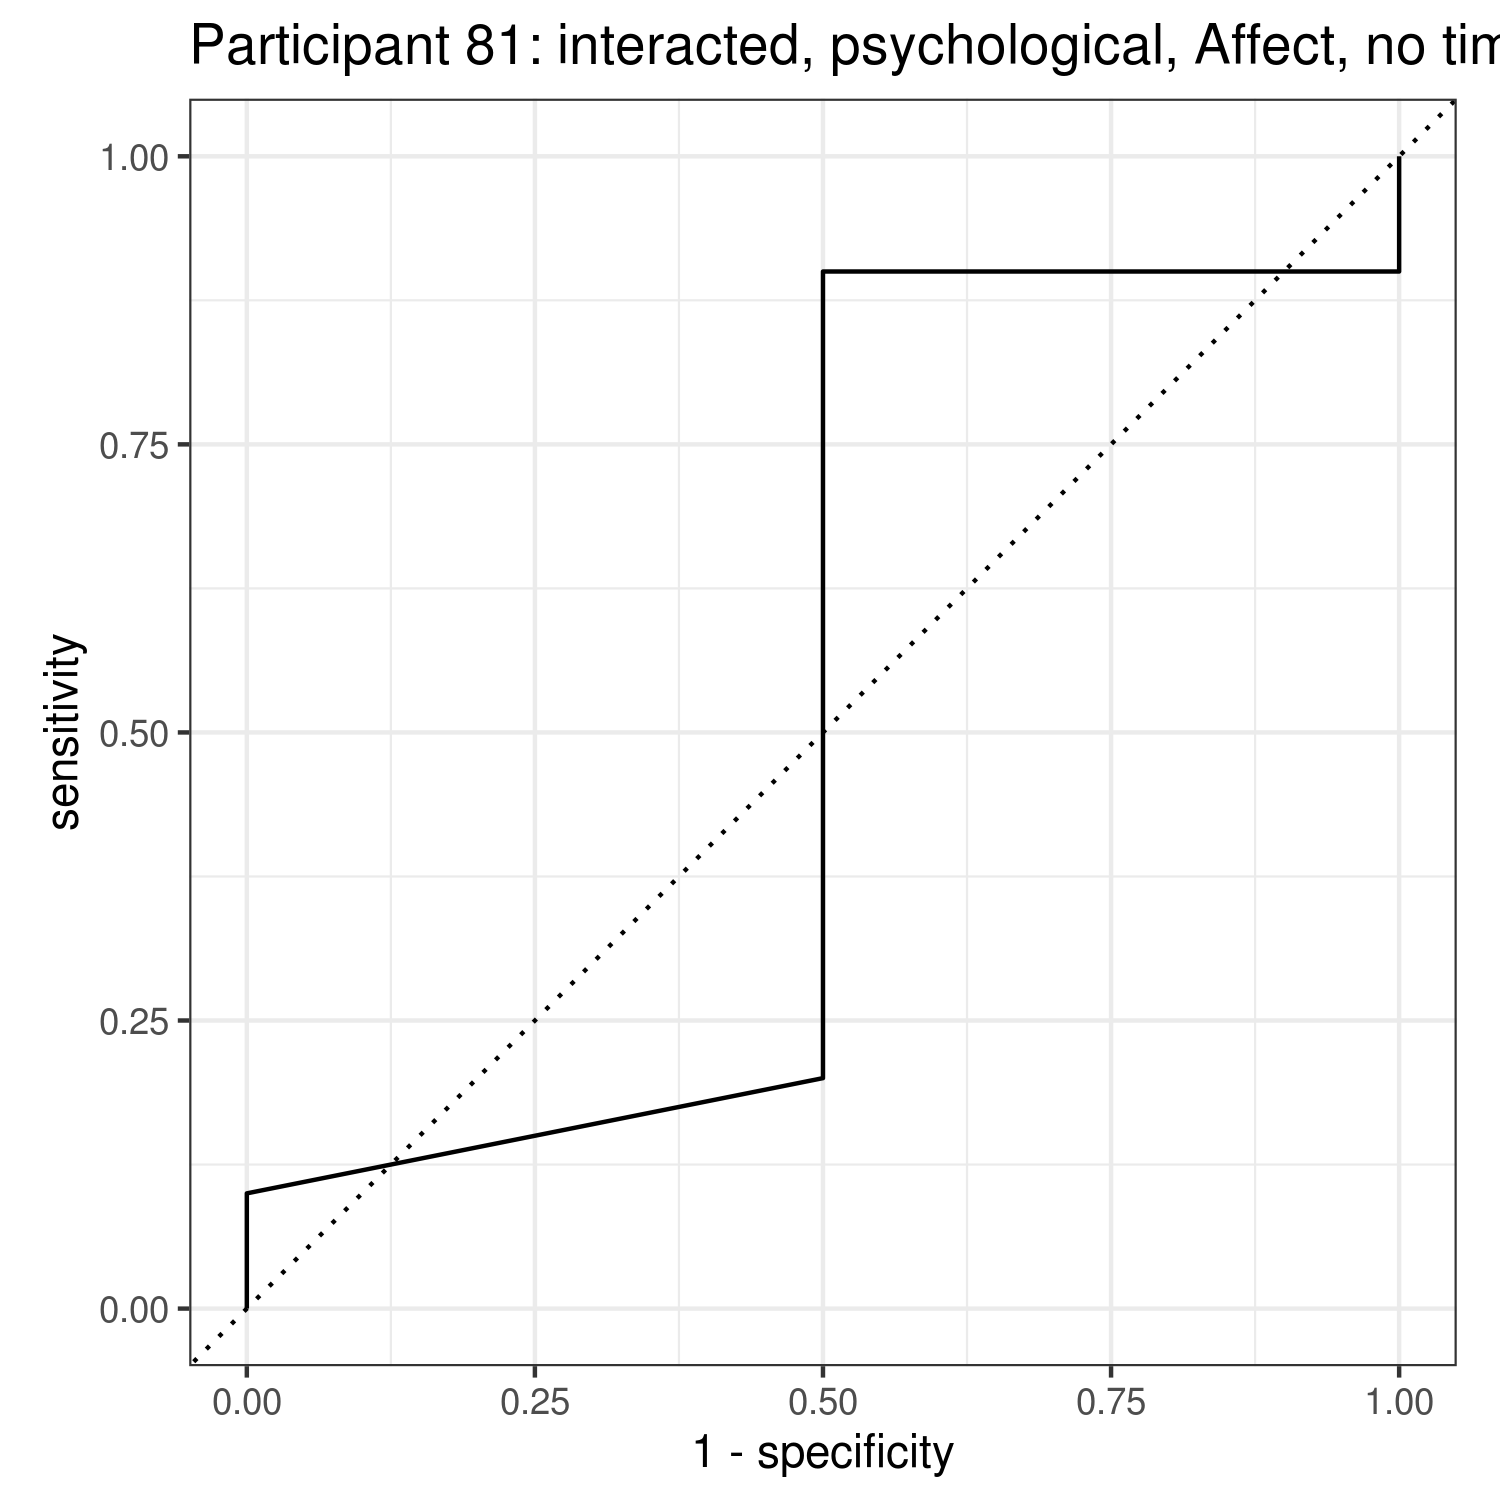 Participant 81: interacted, psychological, Affect, no tim
1.00
0.75
0.50
0.25
0.00
sensitivity
0.00 0.25 0.50 0.75 1.00
1 - specificity